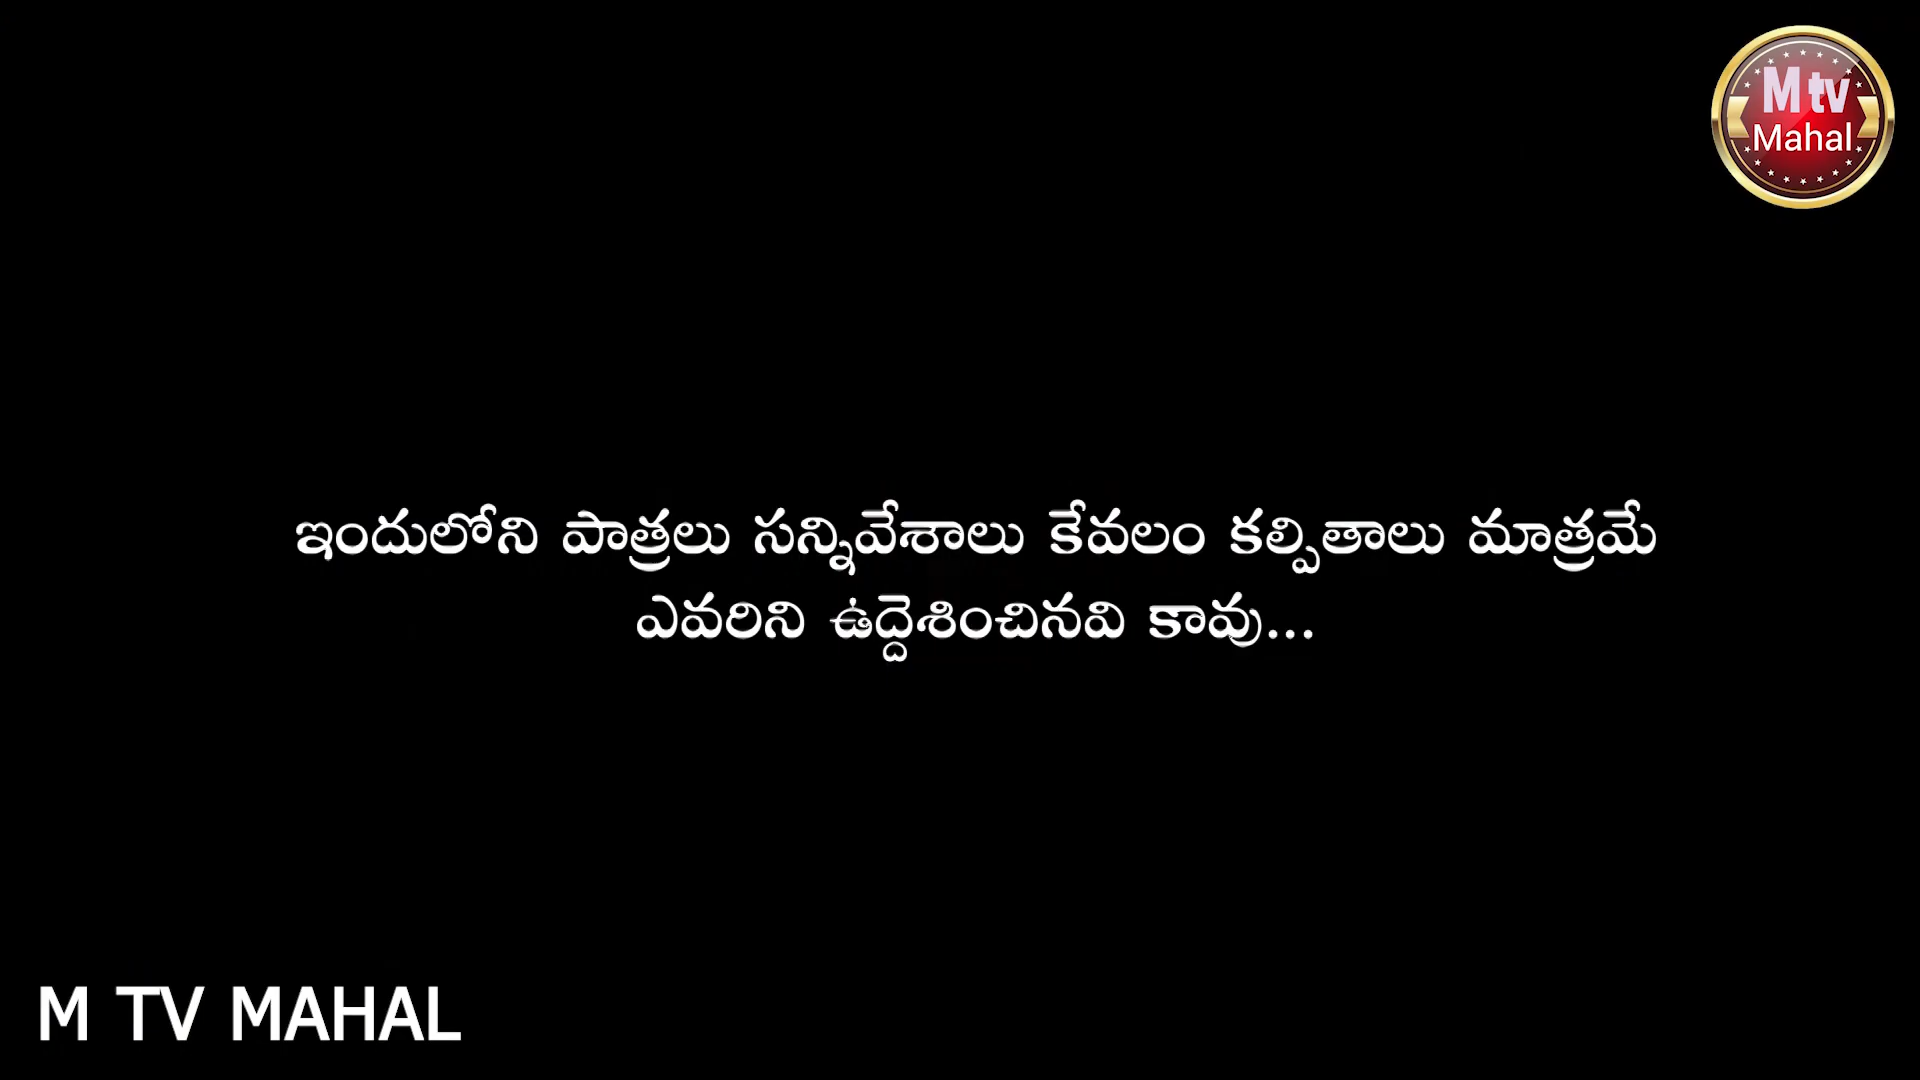 M tv
Mahal
ఇందులోని పాత్రలు సన్నివేశాలు కేవలం కల్పితాలు మాత్రమే
ఎవరిని ఉద్దెశించినవి కావు...
M TV MAHAL